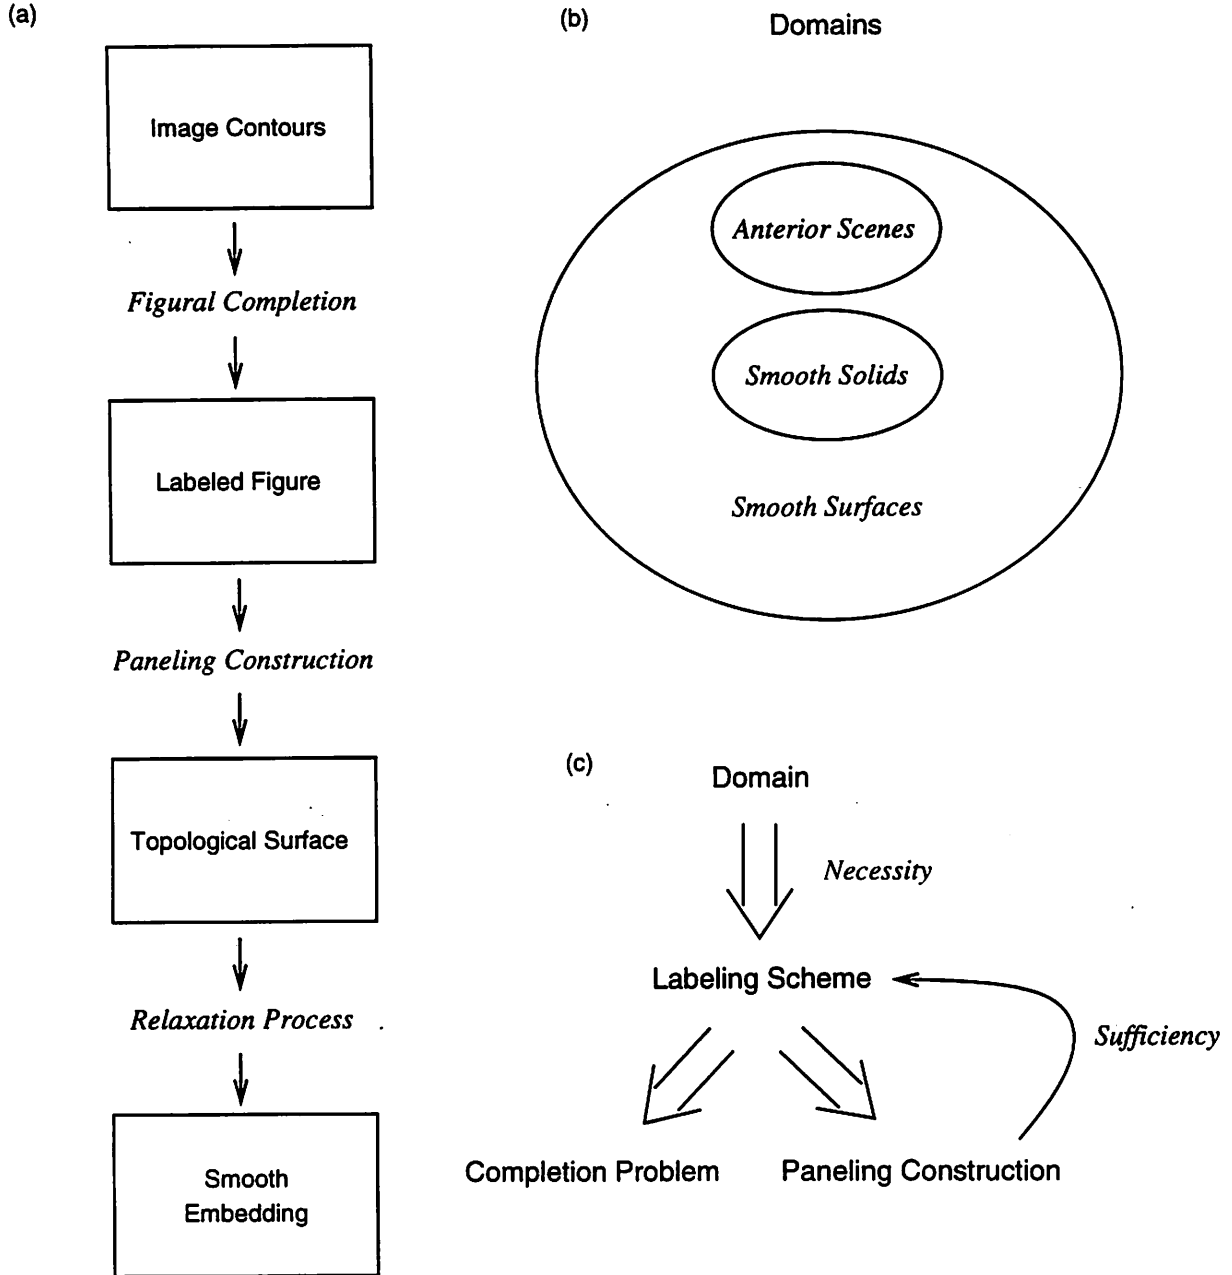 (a)
Image Contours
Figural Completion
Labeled Figure
Paneling Construction
Topological Surface
Relaxation Process
Smooth
Embedding
(b)
Domains
Anterior Scenes
Smooth Solids
Smooth Surfaces
(c)
Domain
Necessity
Labeling Scheme
Sufficiency
Completion Problem
Paneling Construction